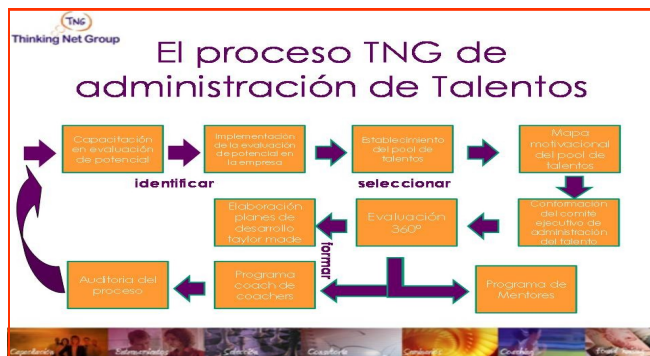 TNG
Thinking Net Group
El proceso TNG de
administración de Talentos
Capacitación
en evaluación
de potencial
Implementación
de la evaluación
de potencial en
la empresa
Establecimiento
del pool de
talentos
Mapa
motivacional
del pool de
talentos
identificar
seleccionar
Elaboración
planes de
desarrollo
taylor made
Evaluación
360º
Conformación
del comité
ejecutivo de
administración
del talento
formar
Auditoria del
proceso
Programa
coach de
coachers
Programa de
Mentores
Capacitación
Consultoría
Coaching